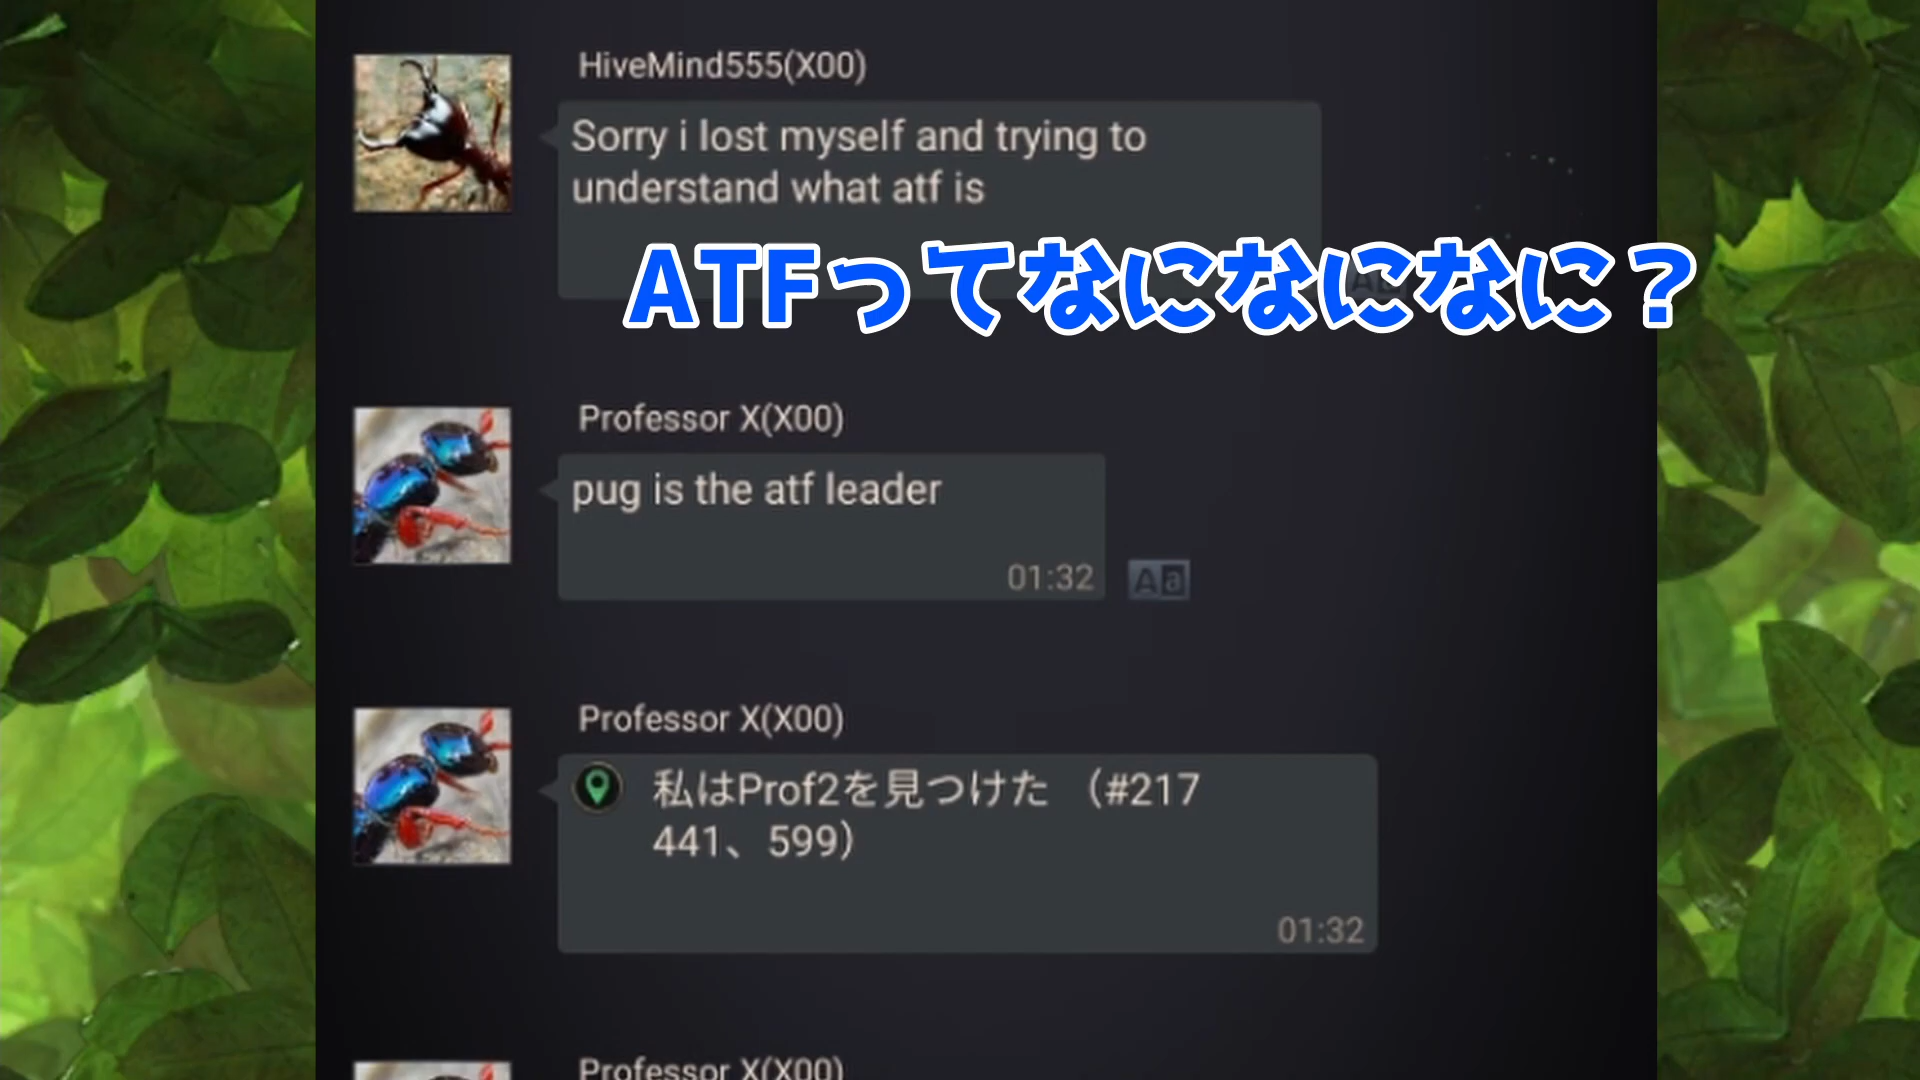 HiveMind555(X00)
Sorry i lost myself and trying to
understand what atf is
ATFってなになになに？
Professor X(X00)
pug is the atf leader
01:32
Aa
Professor X(X00)
私はProf2を見つけた （#217
441、599）
01:32
Professor X(X00)